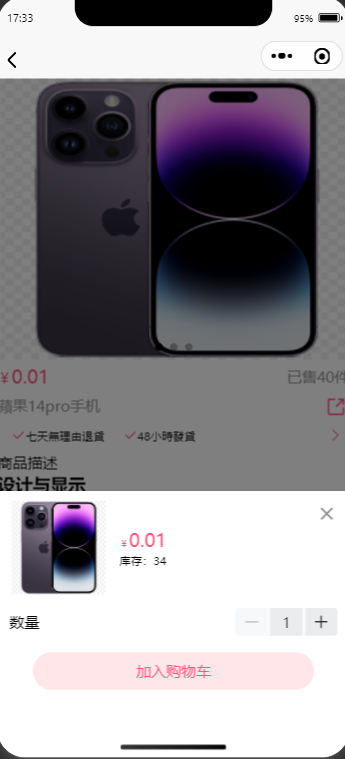 17:33
95%
¥0.01
已售40件
蘋果14pro手机
七天無理由退貨
48小時發貨
商品描述
设计与显示
¥0.01
库存：34
数量
1
加入购物车